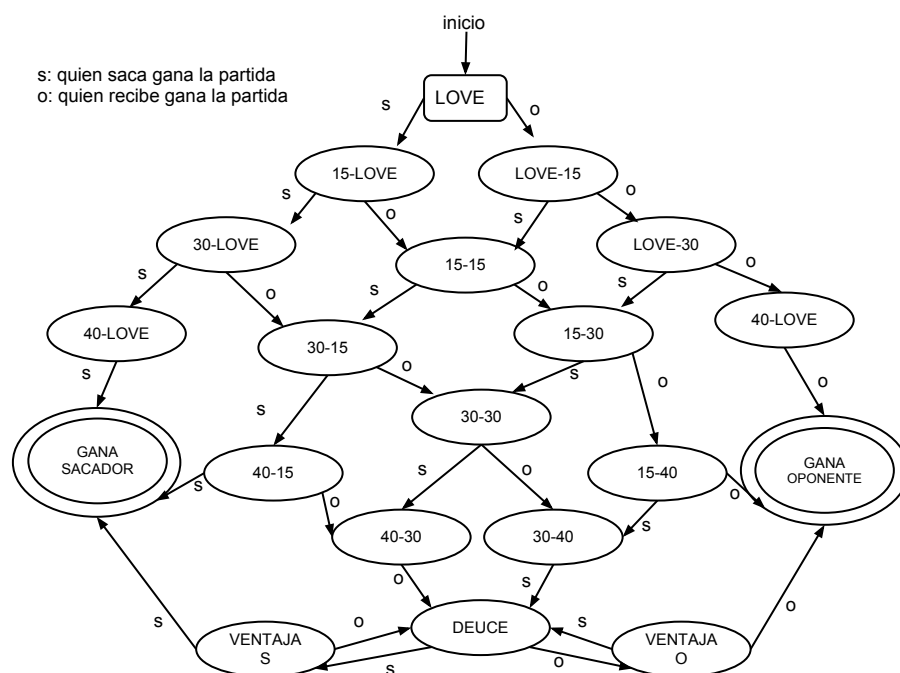 inicio
s: quien saca gana la partida
o: quien recibe gana la partida
LOVE
s o
15-LOVE LOVE-15
s o s o
30-LOVE 15-15 LOVE-30
s o s o s o
40-LOVE 30-15 15-30 40-LOVE
s s o s o o
30-30
GANA
SACADOR
GANA
OPONENTE
40-15 15-40
s o s o s o
40-30 30-40
o s
VENTAJA
S
DEUCE
VENTAJA
O
s o s s o o